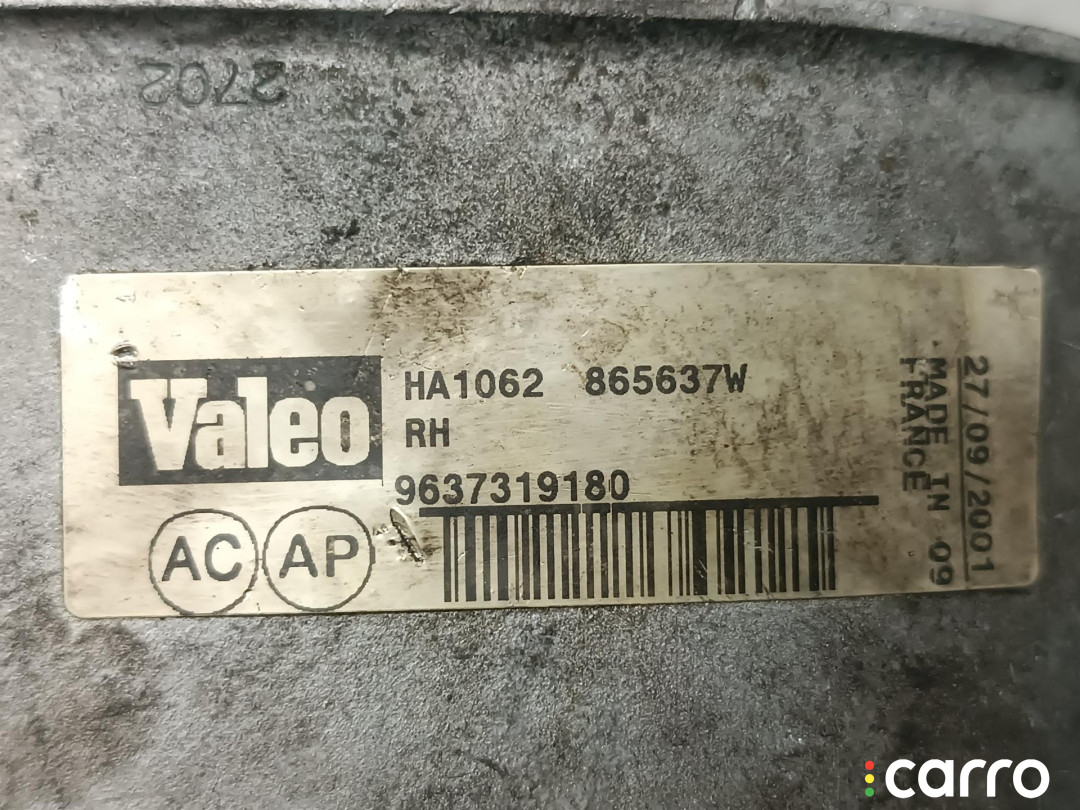 2702
Valeo
HA1062 865637W
RH
9637319180
AC AP
27/09/2001
MADE IN 09
FRANCE
carro